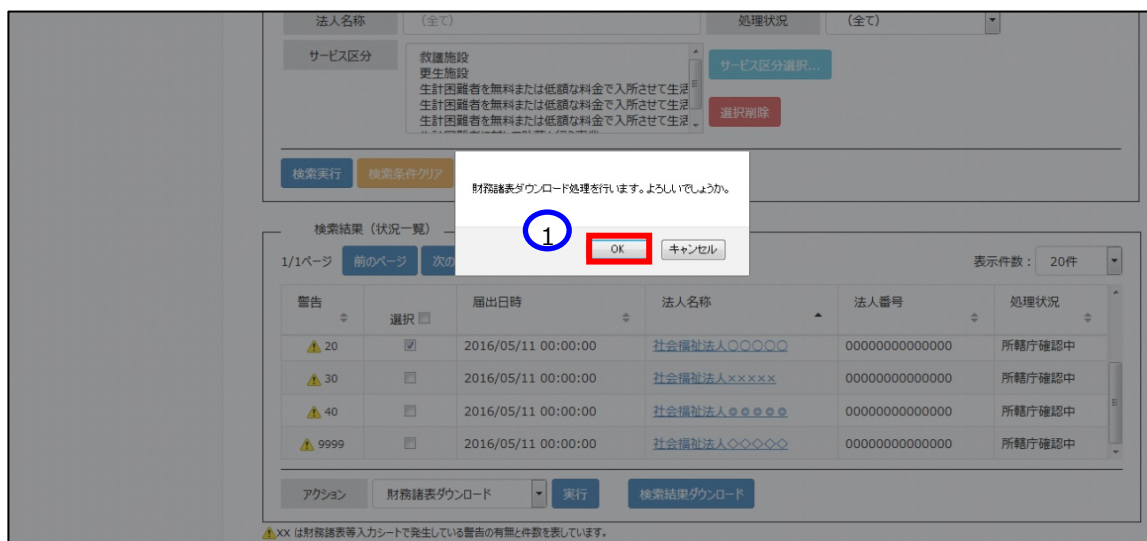 法人名称 (全て) 処理状況 (全て)
サービス区分 救護施設 サービス区分選択...
更生施設
生計困難者を無料または低額な料金で入所させて生活
生計困難者を無料または低額な料金で入所させて生活 選択削除
生計困難者を無料または低額な料金で入所させて生活
検索実行 検索条件クリア
財務諸表ダウンロード処理を行います。よろしいでしょうか。
1
OK キャンセル
検索結果（状況一覧）
1/1ページ 前のページ 次の 表示件数： 20件
警告 選択 届出日時 法人名称 法人番号 処理状況
20 2016/05/11 00:00:00 社会福祉法人○○○○○ 00000000000000 所轄庁確認中
30 2016/05/11 00:00:00 社会福祉法人××××× 00000000000000 所轄庁確認中
40 2016/05/11 00:00:00 社会福祉法人◎◎◎◎◎ 00000000000000 所轄庁確認中
9999 2016/05/11 00:00:00 社会福祉法人◇◇◇◇◇ 00000000000000 所轄庁確認中
アクション 財務諸表ダウンロード 実行 検索結果ダウンロード
XX は財務諸表等入力シートで発生している警告の有無と件数を表しています。